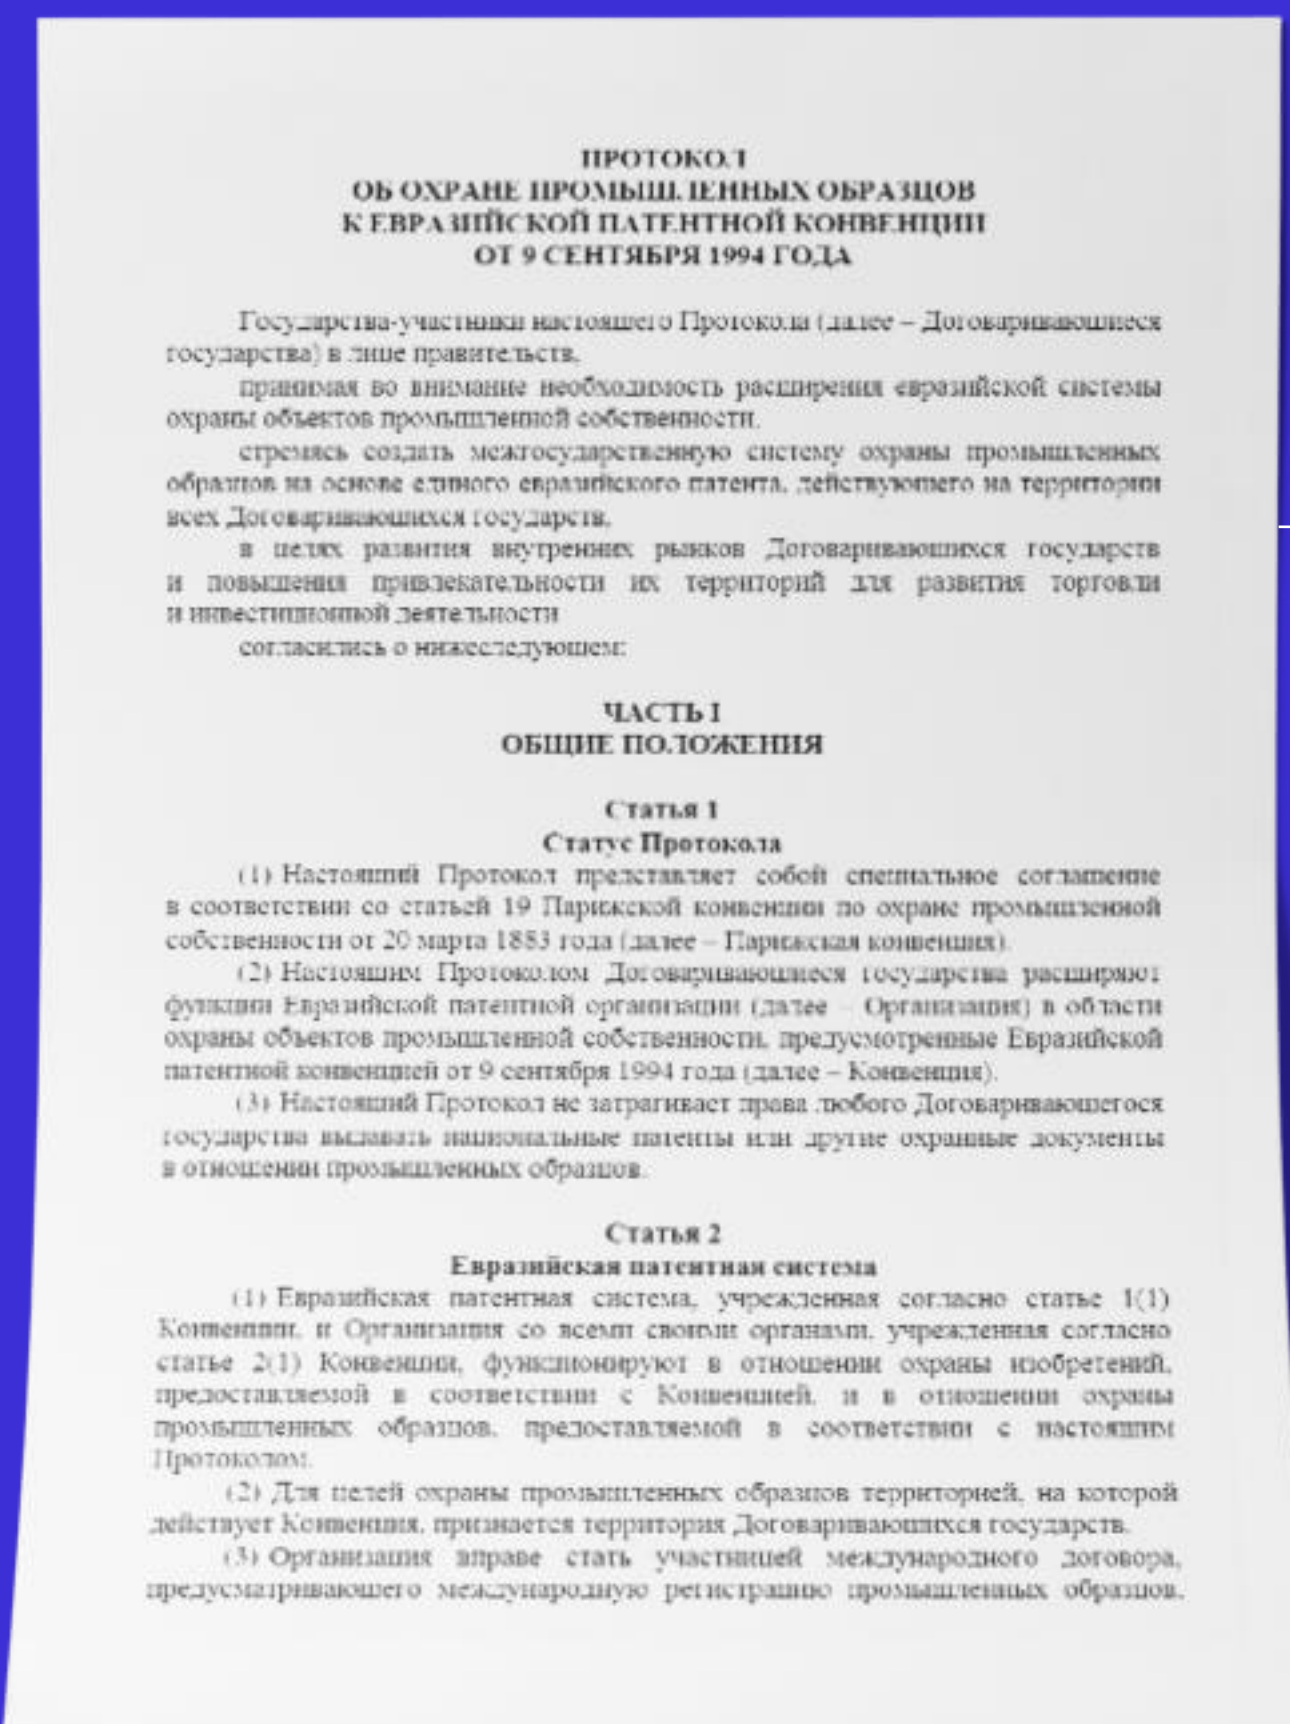 ПРОТОКОЛ
ОБ ОХРАНЕ ПРОМЫШЛЕННЫХ ОБРАЗЦОВ
К ЕВРАЗИЙСКОЙ ПАТЕНТНОЙ КОНВЕНЦИИ
ОТ 9 СЕНТЯБРЯ 1994 ГОДА
Государства-участники настоящего Протокола (далее – Договаривающиеся
государства) в лице правительств,
принимая во внимание необходимость расширения евразийской системы
охраны объектов промышленной собственности,
стремясь создать межгосударственную систему охраны промышленных
образцов на основе единого евразийского патента, действующего на территории
всех Договаривающихся государств,
в целях развития внутренних рынков Договаривающихся государств
и повышения привлекательности их территорий для развития торговли
и инвестиционной деятельности
согласились о нижеследующем:
ЧАСТЬ I
ОБЩИЕ ПОЛОЖЕНИЯ
Статья 1
Статус Протокола
(1) Настоящий Протокол представляет собой специальное соглашение
в соответствии со статьей 19 Парижской конвенции по охране промышленной
собственности от 20 марта 1883 года (далее – Парижская конвенция).
(2) Настоящим Протоколом Договаривающиеся государства расширяют
функции Евразийской патентной организации (далее – Организация) в области
охраны объектов промышленной собственности, предусмотренные Евразийской
патентной конвенцией от 9 сентября 1994 года (далее – Конвенция).
(3) Настоящий Протокол не затрагивает права любого Договаривающегося
государства выдавать национальные патенты или другие охранные документы
в отношении промышленных образцов.
Статья 2
Евразийская патентная система
(1) Евразийская патентная система, учрежденная согласно статье 1(1)
Конвенции, и Организация со всеми своими органами, учрежденная согласно
статье 2(1) Конвенции, функционируют в отношении охраны изобретений,
предоставляемой в соответствии с Конвенцией, и в отношении охраны
промышленных образцов, предоставляемой в соответствии с настоящим
Протоколом.
(2) Для целей охраны промышленных образцов территорией, на которой
действует Конвенция, признается территория Договаривающихся государств.
(3) Организация вправе стать участницей международного договора,
предусматривающего международную регистрацию промышленных образцов,